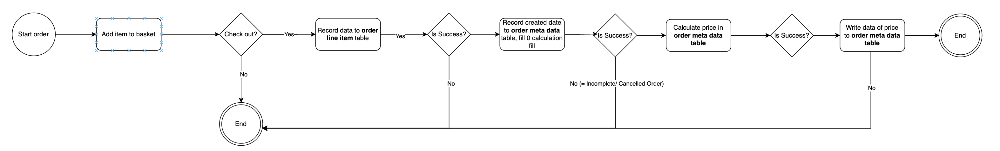 Start order
Add item to basket
Check out?
Yes
Record data to order
line item table
Yes
Is Success?
Record created date
to order meta data
table, fill 0 calculation
fill
Is Success?
Calculate price in
order meta data
table
Is Success?
Write data of price
to order meta data
table
End
No
No
No (= Incomplete/ Cancelled Order)
No
End